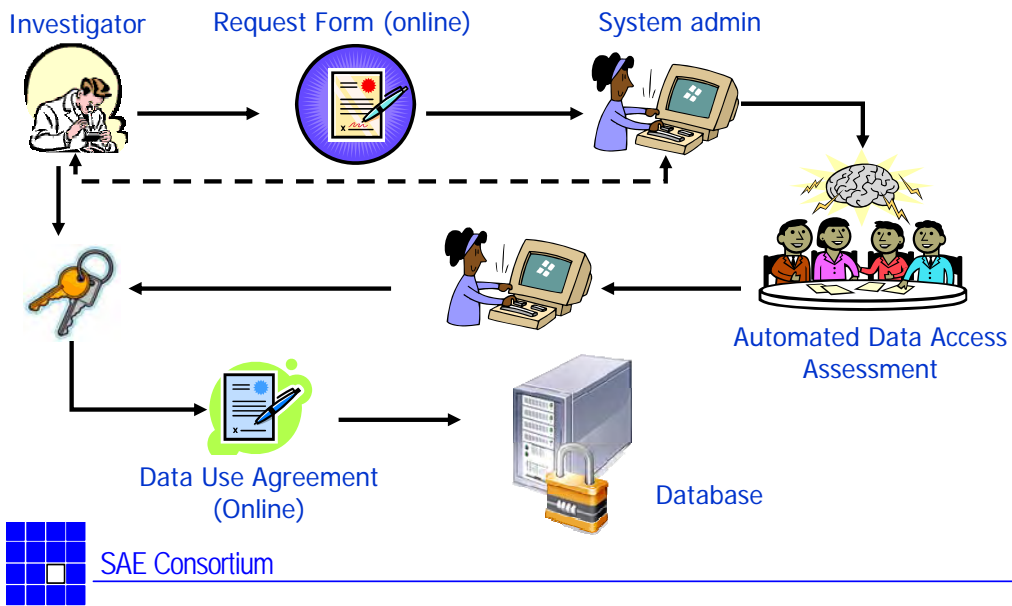 Investigator
Request Form (online)
System admin
Automated Data Access
Assessment
Data Use Agreement
(Online)
Database
SAE Consortium